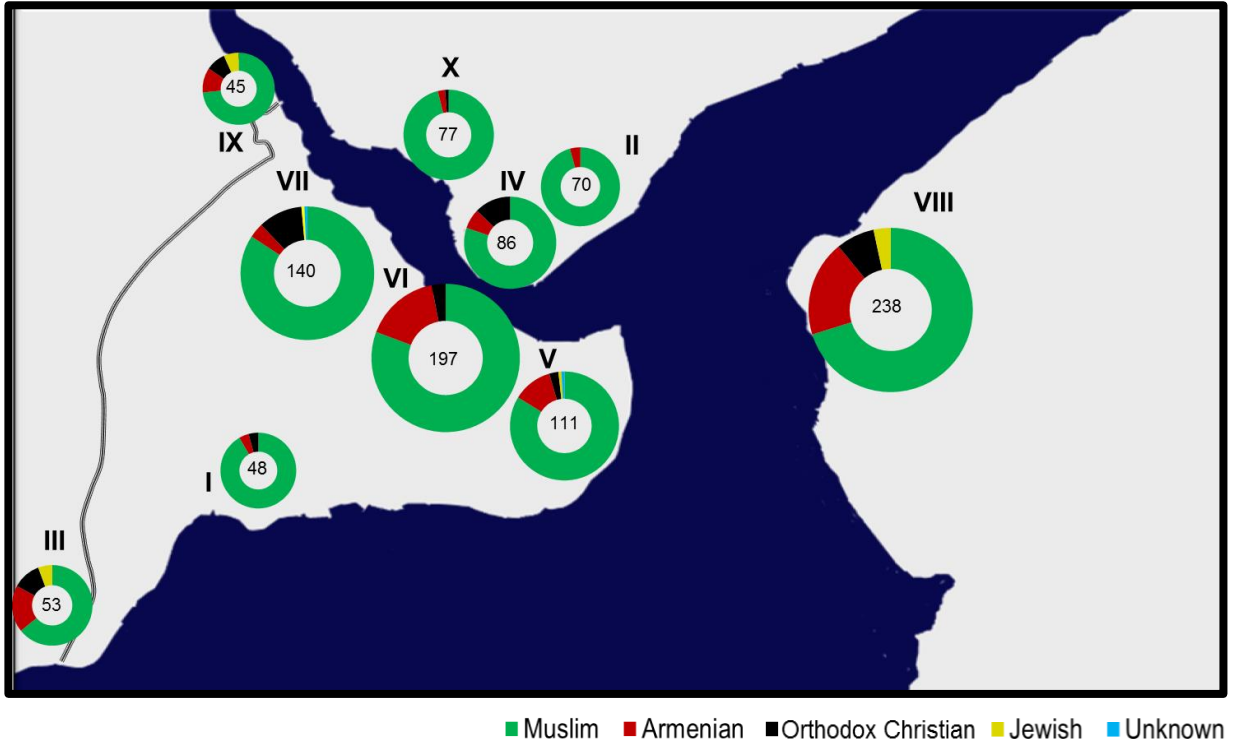 X
45
IX
77
II
IV
70
VII
VIII
86
140
VI
238
197
V
111
I
48
III
53
Muslim Armenian Orthodox Christian Jewish Unknown